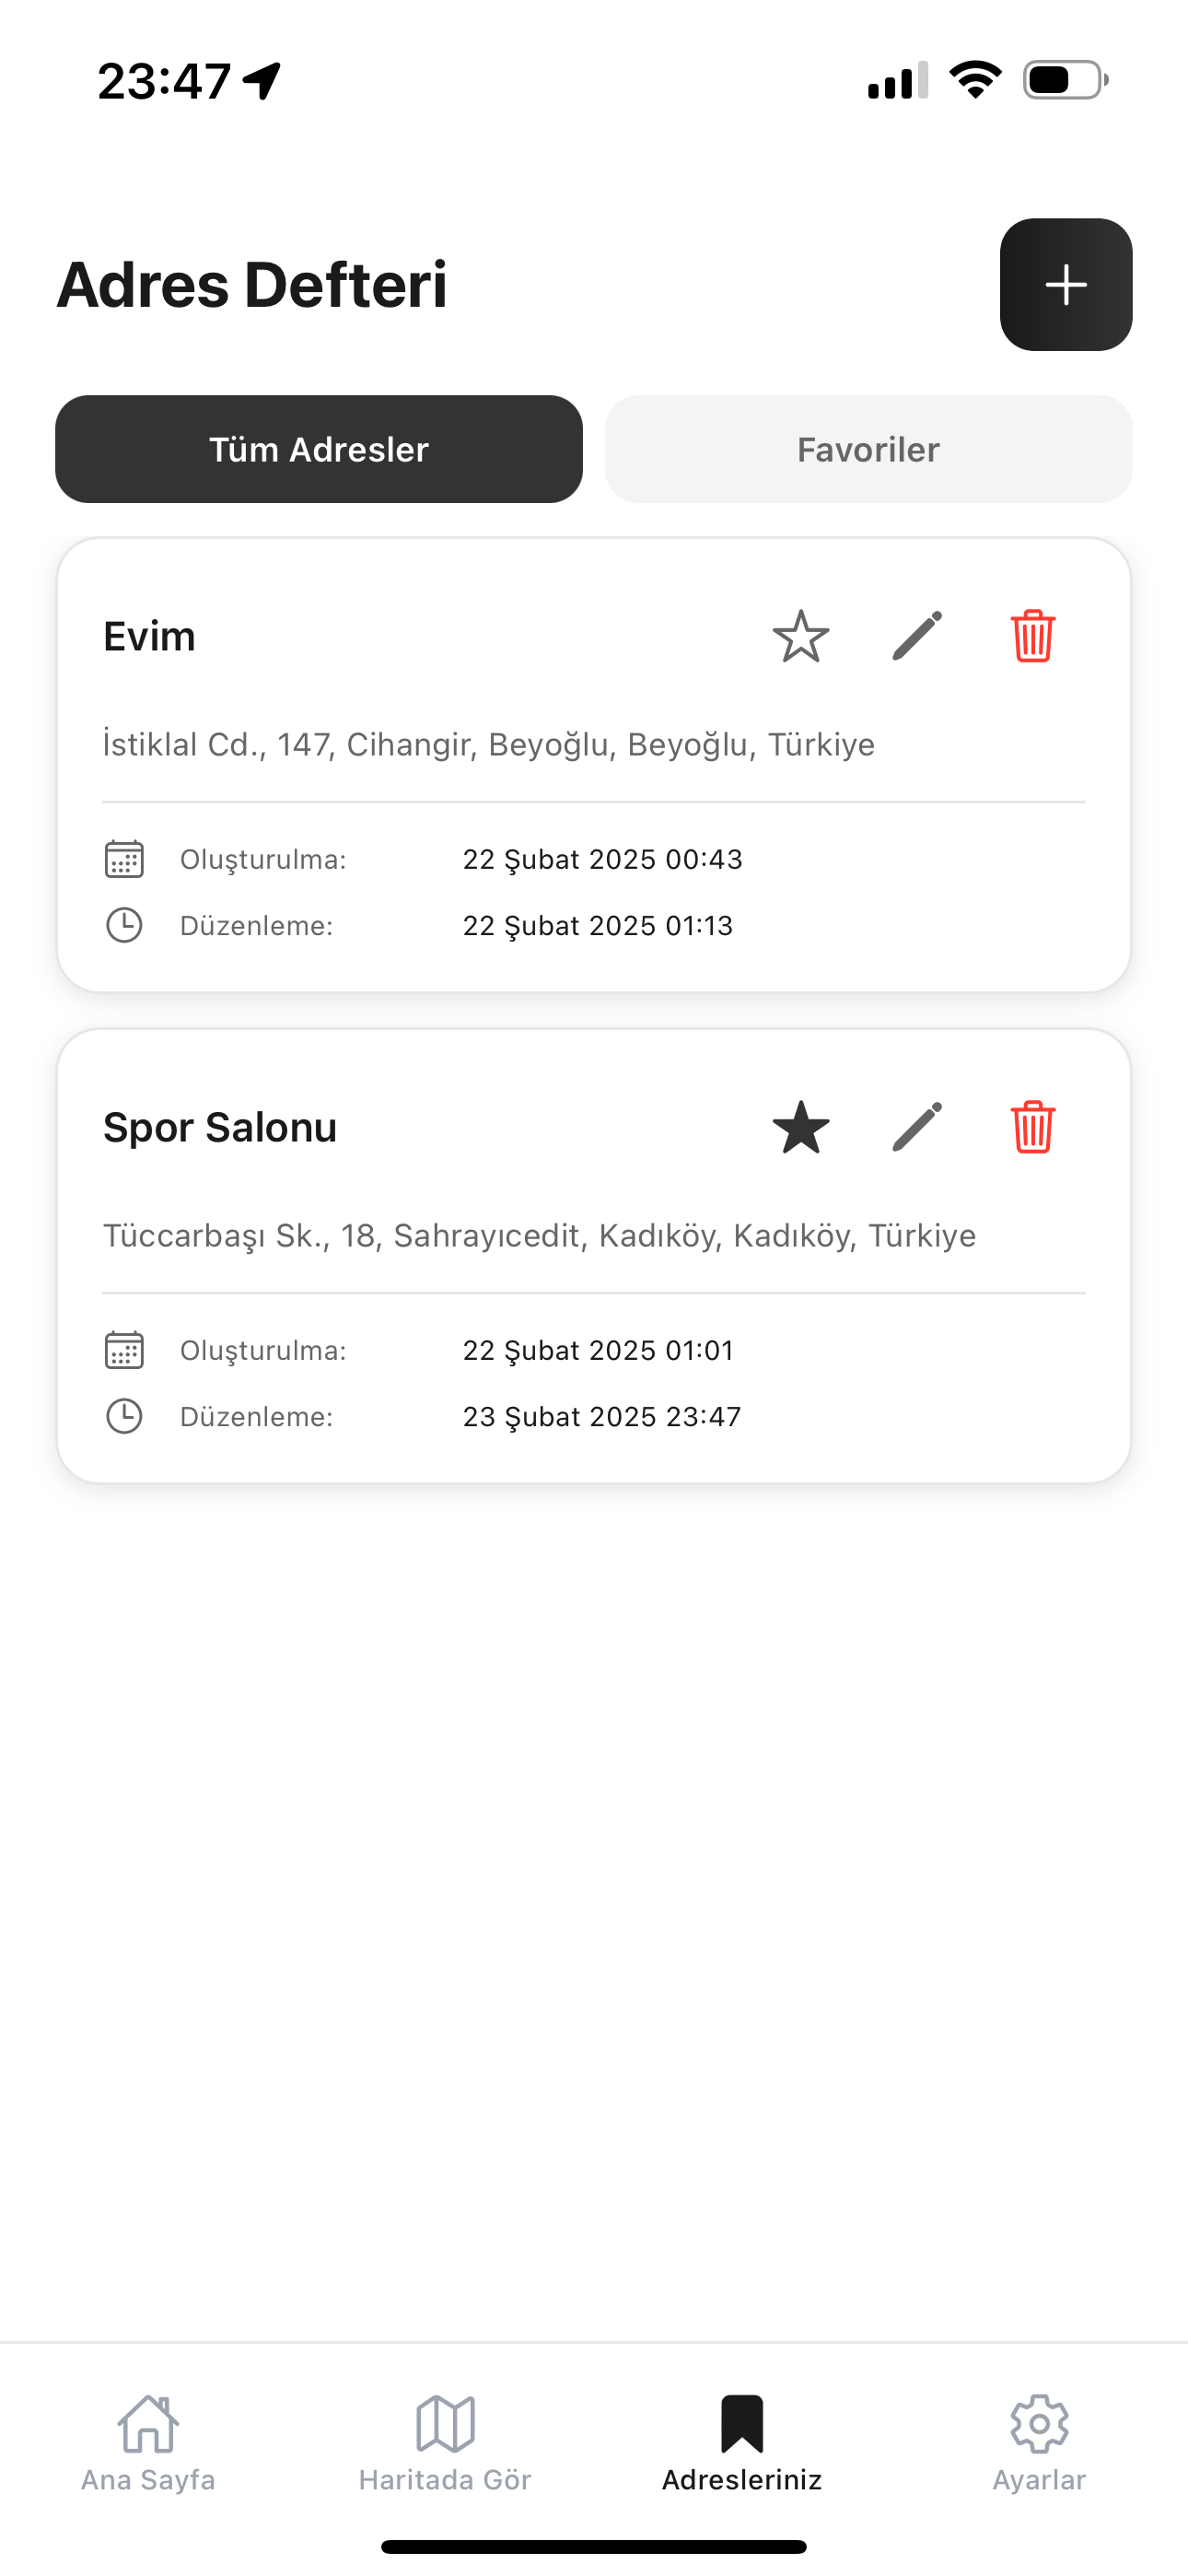 23:47
Adres Defteri
Tüm Adresler
Favoriler
Evim
İstiklal Cd., 147, Cihangir, Beyoğlu, Beyoğlu, Türkiye
Oluşturulma: 22 Şubat 2025 00:43
Düzenleme: 22 Şubat 2025 01:13
Spor Salonu
Tüccarbaşı Sk., 18, Sahrayıcedit, Kadıköy, Kadıköy, Türkiye
Oluşturulma: 22 Şubat 2025 01:01
Düzenleme: 23 Şubat 2025 23:47
Ana Sayfa
Haritada Gör
Adresleriniz
Ayarlar